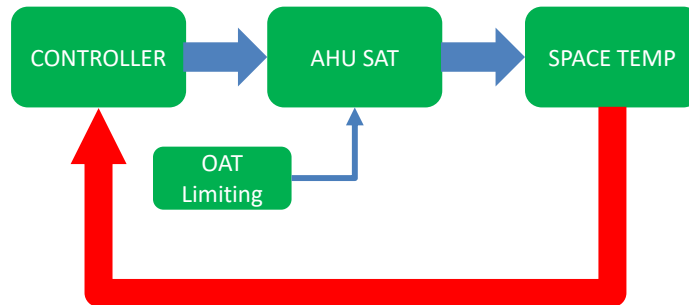 CONTROLLER
AHU SAT
SPACE TEMP
OAT
Limiting